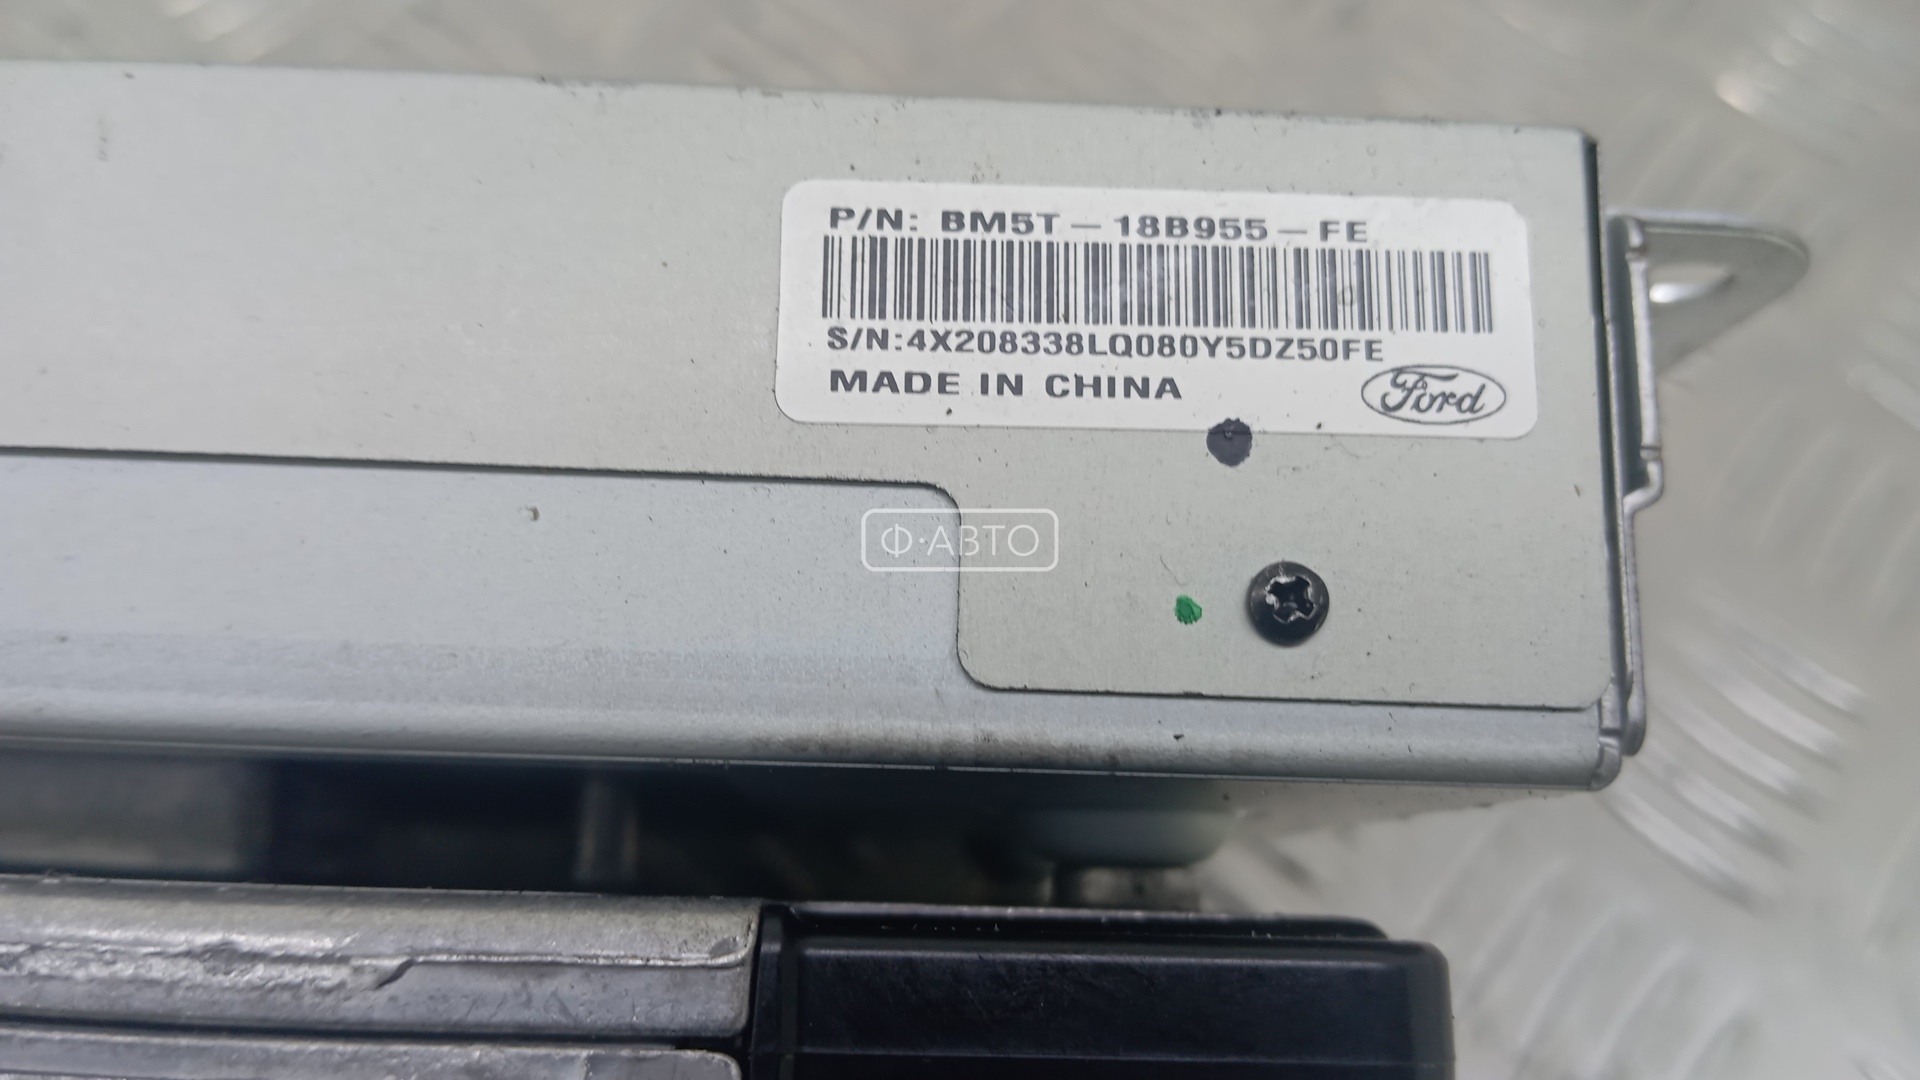 P/N: BM5T-18B955-FE
S/N:4X208338LQ080Y5DZ50FE
MADE IN CHINA
Ford
Ф·АВТО